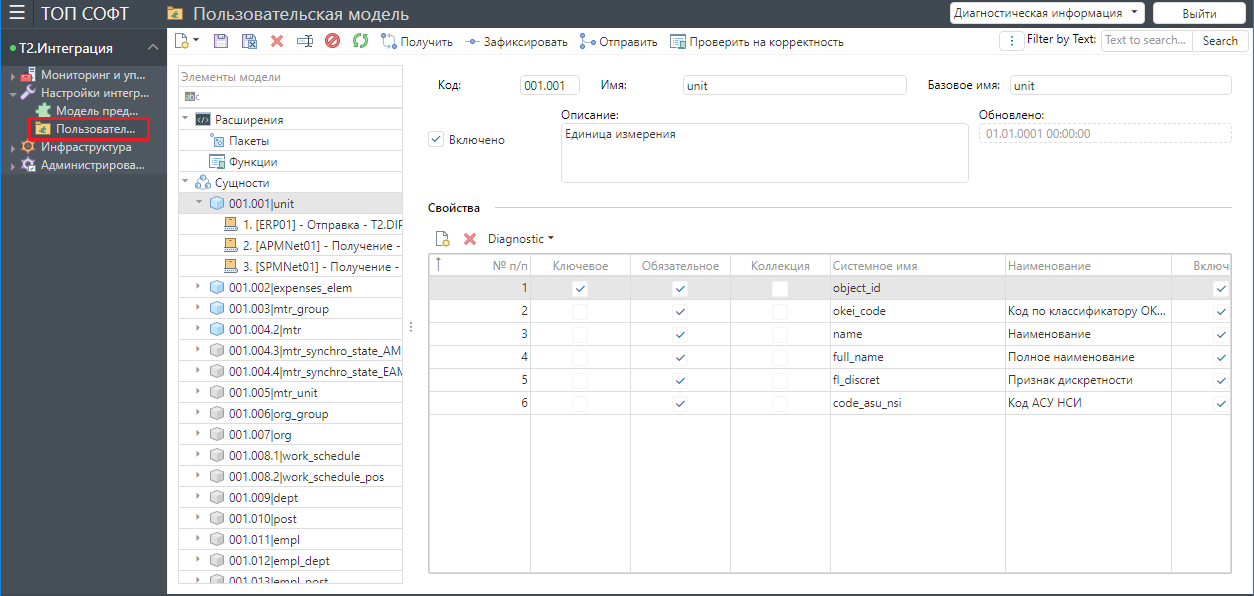 ТОП СОФТ
Пользовательская модель
Диагностическая информация
Выйти
Т2.Интеграция
Мониторинг и уп...
Настройки интегр...
Модель пред...
Пользовател...
Инфраструктура
Администрирова...
Получить
Зафиксировать
Отправить
Проверить на корректность
Filter by Text:
Text to search...
Search
Элементы модели
Расширения
Пакеты
Функции
Сущности
001.001|unit
1. [ERP01] - Отправка - T2.DIF
2. [APMNet01] - Получение -
3. [SPMNet01] - Получение -
001.002|expenses_elem
001.003|mtr_group
001.004.2|mtr
001.004.3|mtr_synchro_state_AM
001.004.4|mtr_synchro_state_EAM
001.005|mtr_unit
001.006|org_group
001.007|org
001.008.1|work_schedule
001.008.2|work_schedule_pos
001.009|dept
001.010|post
001.011|empl
001.012|empl_dept
001.013|empl_post
Код:
001.001
Имя:
unit
Базовое имя:
unit
Включено
Описание:
Единица измерения
Обновлено:
01.01.0001 00:00:00
Свойства
Diagnostic
№ п/п Ключевое Обязательное Коллекция Системное имя Наименование Включе
1 object_id
2 okei_code Код по классификатору ОК...
3 name Наименование
4 full_name Полное наименование
5 fl_discret Признак дискретности
6 code_asu_nsi Код АСУ НСИ